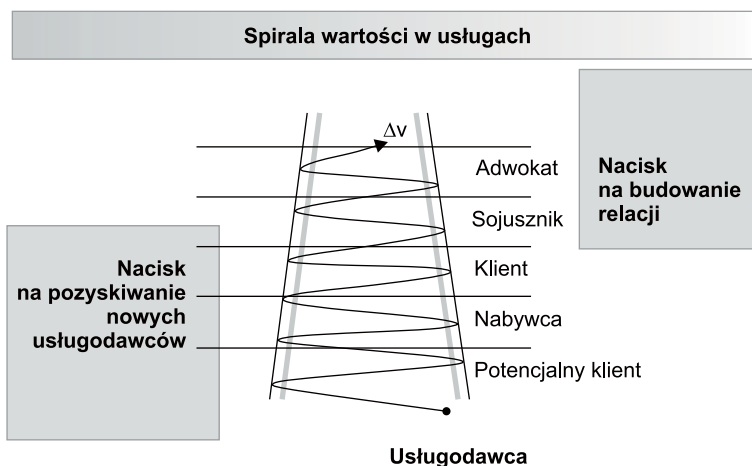 Spirala wartości w usługach
Δv
Adwokat
Sojusznik
Klient
Nabywca
Potencjalny klient
Nacisk
na budowanie
relacji
Nacisk
na pozyskiwanie
nowych
usługodawców
Usługodawca